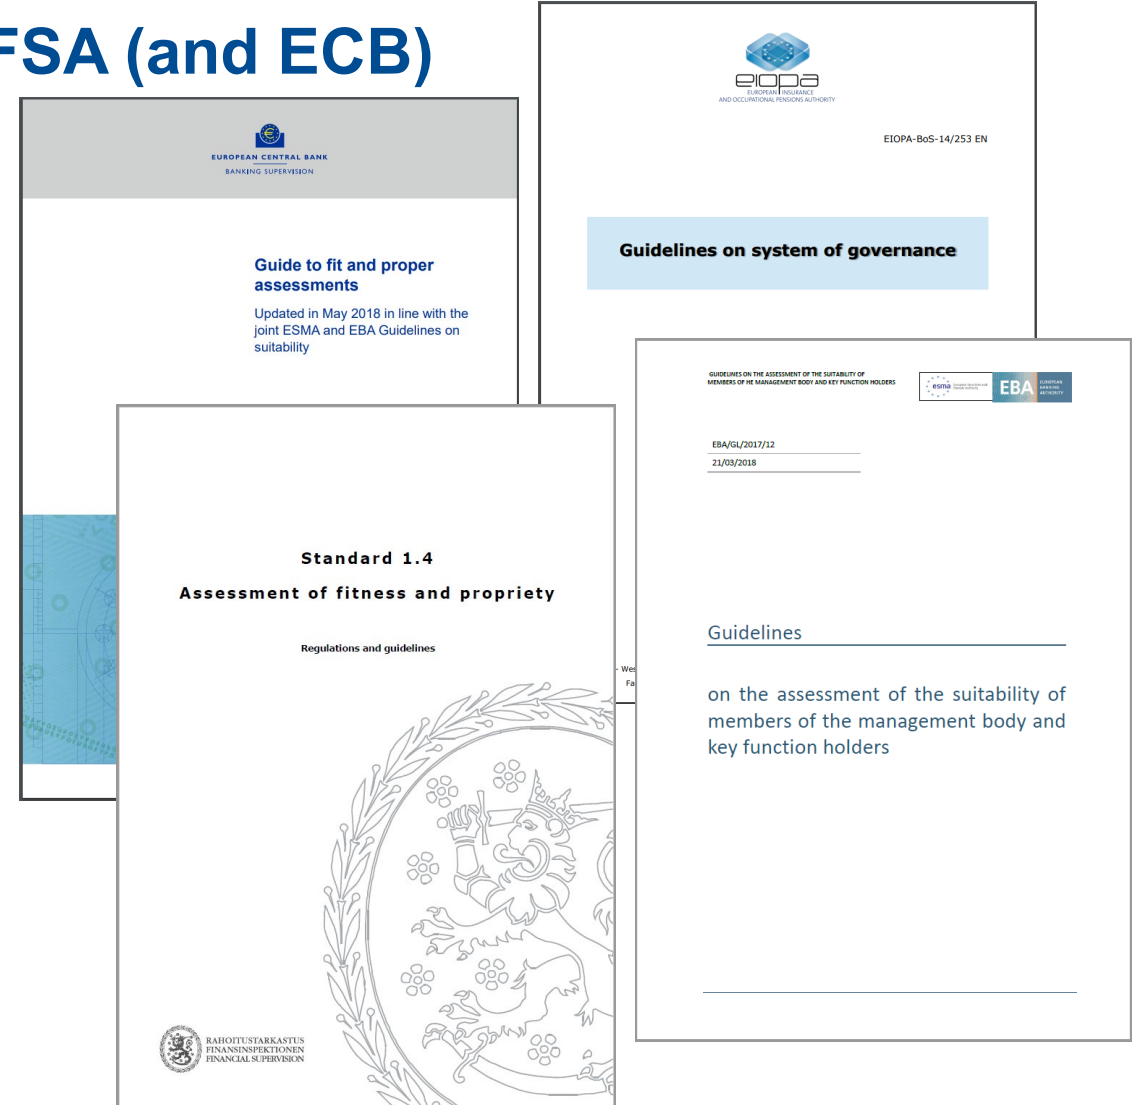 FSA (and ECB)
EUROPEAN CENTRAL BANK
BANKING SUPERVISION
Guide to fit and proper
assessments
Updated in May 2018 in line with the
joint ESMA and EBA Guidelines on
suitability
eiopa
EUROPEAN INSURANCE
AND OCCUPATIONAL PENSIONS AUTHORITY
EIOPA-BoS-14/253 EN
Guidelines on system of governance
GUIDELINES ON THE ASSESSMENT OF THE SUITABILITY OF
MEMBERS OF HE MANAGEMENT BODY AND KEY FUNCTION HOLDERS
esma
EBA
EUROPEAN
BANKING
AUTHORITY
EBA/GL/2017/12
21/03/2018
Guidelines
on the assessment of the suitability of
members of the management body and
key function holders
Standard 1.4
Assessment of fitness and propriety
Regulations and guidelines
- Wes
Fa
RAHOITUSTARKASTUS
FINANSINSPEKTIONEN
FINANCIAL SUPERVISION